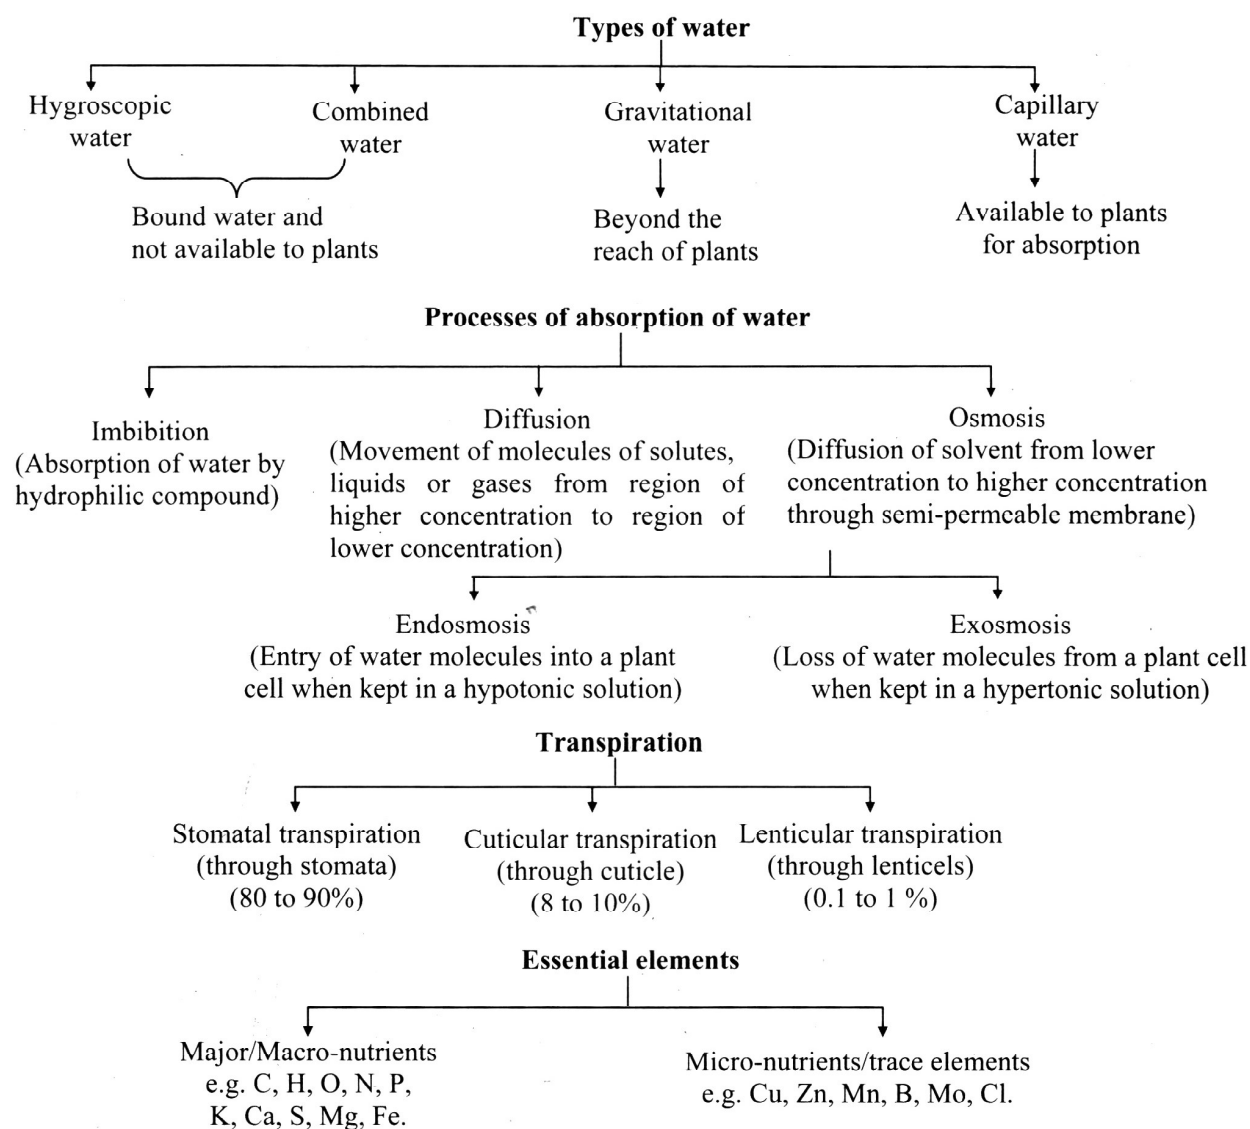 Types of water
Hygroscopic
water
Combined
water
Gravitational
water
Capillary
water
Bound water and
not available to plants
Beyond the
reach of plants
Available to plants
for absorption
Processes of absorption of water
Imbibition
(Absorption of water by
hydrophilic compound)
Diffusion
(Movement of molecules of solutes,
liquids or gases from region of
higher concentration to region of
lower concentration)
Osmosis
(Diffusion of solvent from lower
concentration to higher concentration
through semi-permeable membrane)
Endosmosis
(Entry of water molecules into a plant
cell when kept in a hypotonic solution)
Exosmosis
(Loss of water molecules from a plant cell
when kept in a hypertonic solution)
Transpiration
Stomatal transpiration
(through stomata)
(80 to 90%)
Cuticular transpiration
(through cuticle)
(8 to 10%)
Lenticular transpiration
(through lenticels)
(0.1 to 1 %)
Essential elements
Major/Macro-nutrients
e.g. C, H, O, N, P,
K, Ca, S, Mg, Fe.
Micro-nutrients/trace elements
e.g. Cu, Zn, Mn, B, Mo, Cl.